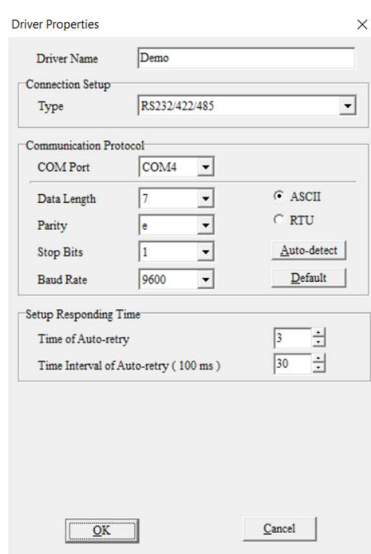 Driver Properties
Driver Name Demo
Connection Setup
Type RS232/422/485
Communication Protocol
COM Port COM4
Data Length 7 ASCII
Parity e RTU
Stop Bits 1 Auto-detect
Baud Rate 9600 Default
Setup Responding Time
Time of Auto-retry 3
Time Interval of Auto-retry ( 100 ms ) 30
OK Cancel